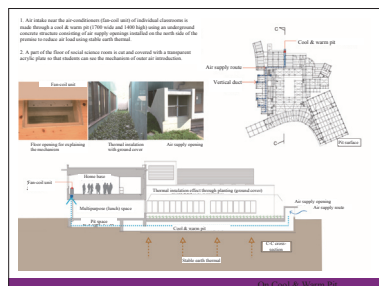 1. Air intake near the air-conditioners (fan-coil unit) of individual classrooms is
made through a cool & warm pit (1700 wide and 1400 high) using an underground
concrete structure consisting of air supply openings installed on the north side of the
premise to reduce air load using stable earth thermal.
2. A part of the floor of social science room is cut and covered with a transparent
acrylic plate so that students can see the mechanism of outer air introduction.
C
Cool & warm pit
Air supply route
Vertical duct
C
Pit surface
Fan-coil unit
Floor opening for explaining
the mechanism
Thermal insulation
with ground cover
Air supply opening
Home base
Fan-coil unit
Thermal insulation effect through planting (ground cover)
Multipurpose (lunch) space
Air supply opening
Air supply route
Pit space
Cool & warm pit
C-C cross
section
Stable earth thermal
On Cool & Warm Pit